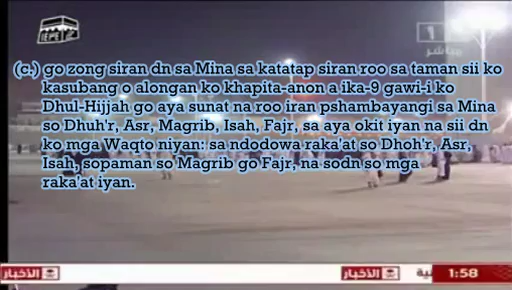 1
مباشر
(c.) go zong siran dn sa Mina sa katatap siran roo sa taman sii ko
kasubang o alongan ko khapita-anon a ika-9 gawi-i ko
Dhul-Hijjah go aya sunat na roo iran pshambayangi sa Mina
so Dhuh'r, Asr, Magrib, Isah, Fajr, sa aya okit iyan na sii dn
ko mga Waqto niyan: sa ndodowa raka'at so Dhoh'r, Asr,
Isah, sopaman so Magrib go Fajr, na sodn so mga
raka'at iyan.
الأخبار الأخبار 1:58